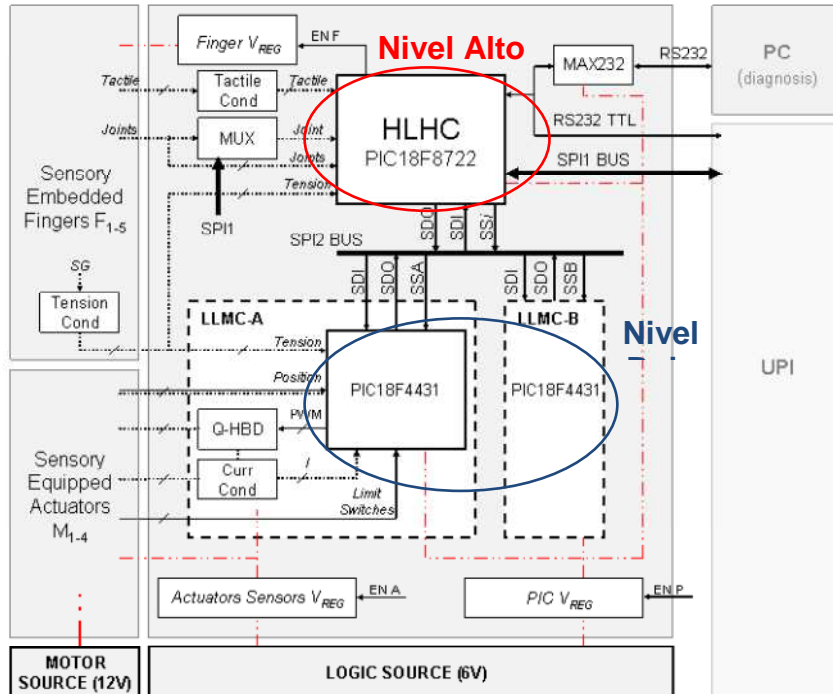 Finger VREG
EN F
Nivel Alto
MAX232
RS232
PC
(diagnosis)
Tactile
Tactile
Cond
Tactile
HLHC
PIC18F8722
RS232 TTL
Joints
MUX
Joint
Joints
SPI1 BUS
Sensory
Embedded
Fingers F1-5
Tension
SPI1
SDO
SDI
SSi
SPI2 BUS
SG
Tension
Cond
SDI
SDO
SSA
SDI
SDO
SSB
LLMC-A
LLMC-B
Nivel
Tension
Position
PIC18F4431
PIC18F4431
UPI
PWM
Q-HBD
Sensory
Equipped
Actuators
M1-4
Curr
Cond
I
Limit
Switches
Actuators Sensors VREG
EN A
PIC VREG
EN P
MOTOR
SOURCE (12V)
LOGIC SOURCE (6V)